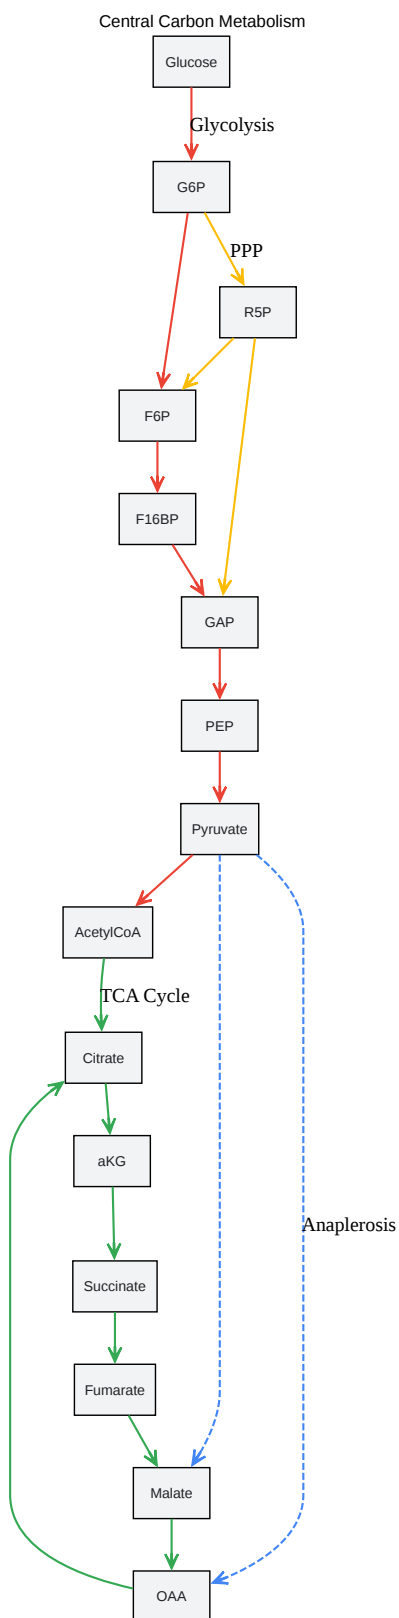 Central Carbon Metabolism
Glucose
Glycolysis
G6P
PPP
R5P
F6P
F16BP
GAP
PEP
Pyruvate
AcetylCoA
TCA Cycle
Citrate
aKG
Anaplerosis
Succinate
Fumarate
Malate
OAA